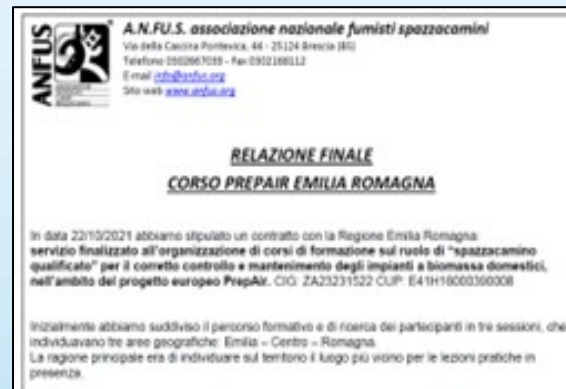 ANFUS
A.N.FU.S. associazione nazionale fumisti spazzacamini
Via della Cascina Pontevica, 44 - 25124 Brescia (BS)
E-mail info@anfus.org
Sito web www.anfus.org
RELAZIONE FINALE
CORSO PREPAIR EMILIA ROMAGNA
In data 22/10/2021 abbiamo stipulato un contratto con la Regione Emilia Romagna:
servizio finalizzato all'organizzazione di corsi di formazione sul ruolo di "spazzacamino
qualificato" per il corretto controllo e mantenimento degli impianti a biomassa domestici,
nell'ambito del progetto europeo PrepAir. CIG: ZA23231522 CUP:
Inizialmente abbiamo suddiviso il percorso formativo e di ricerca dei partecipanti in tre sessioni, che
individuavano tre aree geografiche: Emilia – Centro – Romagna.
La ragione principale era di individuare sul territorio il luogo più vicino per le lezioni pratiche in
presenza.